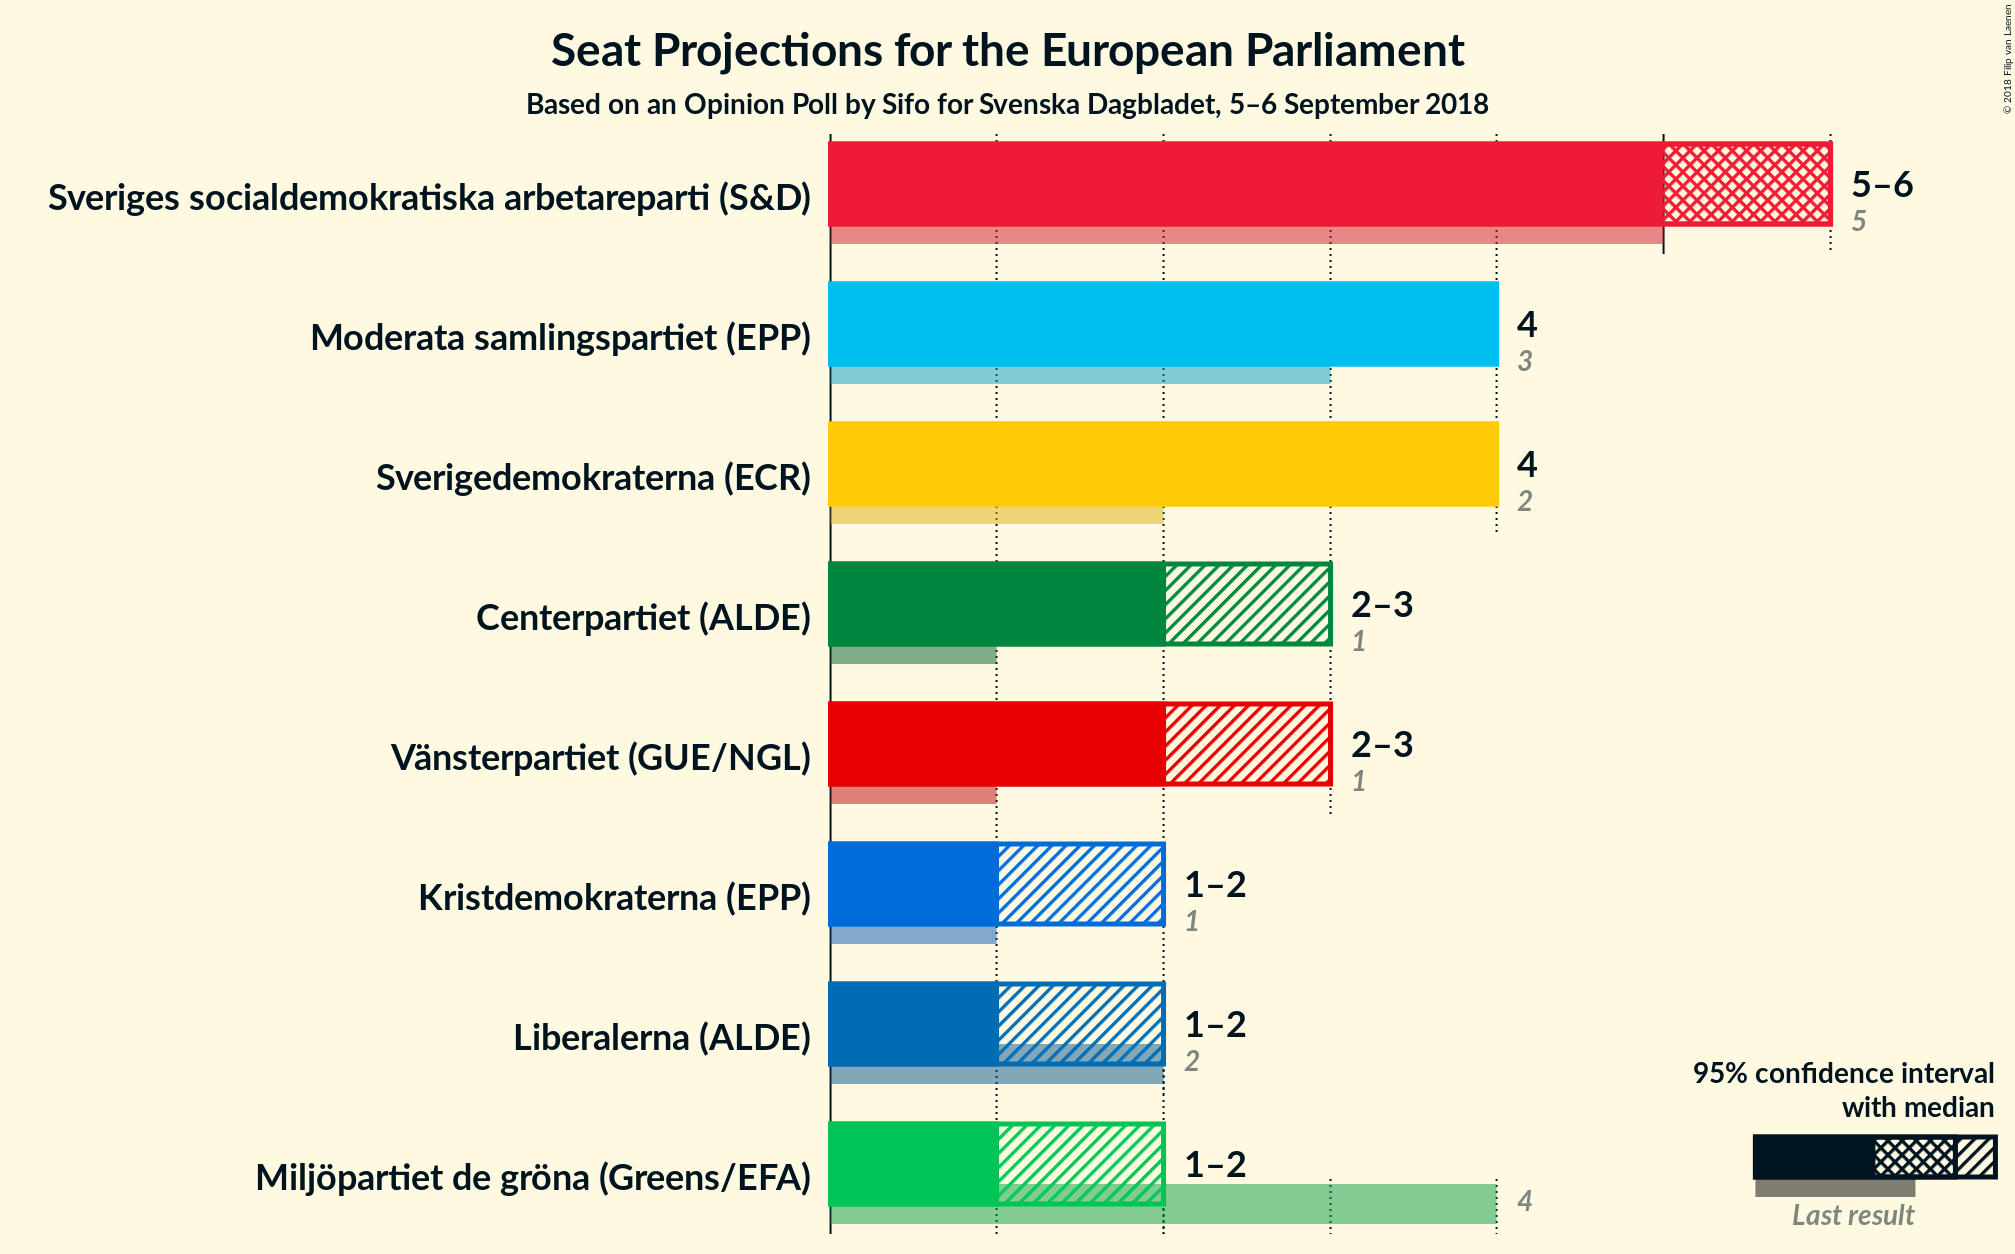 Seat Projections for the European Parliament
Based on an Opinion Poll by Sifo for Svenska Dagbladet, 5–6 September 2018
© 2018 Filip van Laenen
Sveriges socialdemokratiska arbetareparti (S&D)
5–6
5
Moderata samlingspartiet (EPP)
4
3
Sverigedemokraterna (ECR)
4
2
Centerpartiet (ALDE)
2–3
1
Vänsterpartiet (GUE/NGL)
2–3
1
Kristdemokraterna (EPP)
1–2
1
Liberalerna (ALDE)
1–2
2
Miljöpartiet de gröna (Greens/EFA)
1–2
4
95% confidence interval
with median
Last result